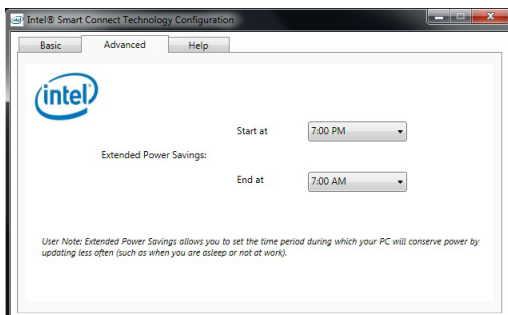 Intel® Smart Connect Technology Configuration
Basic Advanced Help
intel
Start at 7:00 PM
Extended Power Savings:
End at 7:00 AM
User Note: Extended Power Savings allows you to set the time period during which your PC will conserve power by
updating less often (such as when you are asleep or not at work).